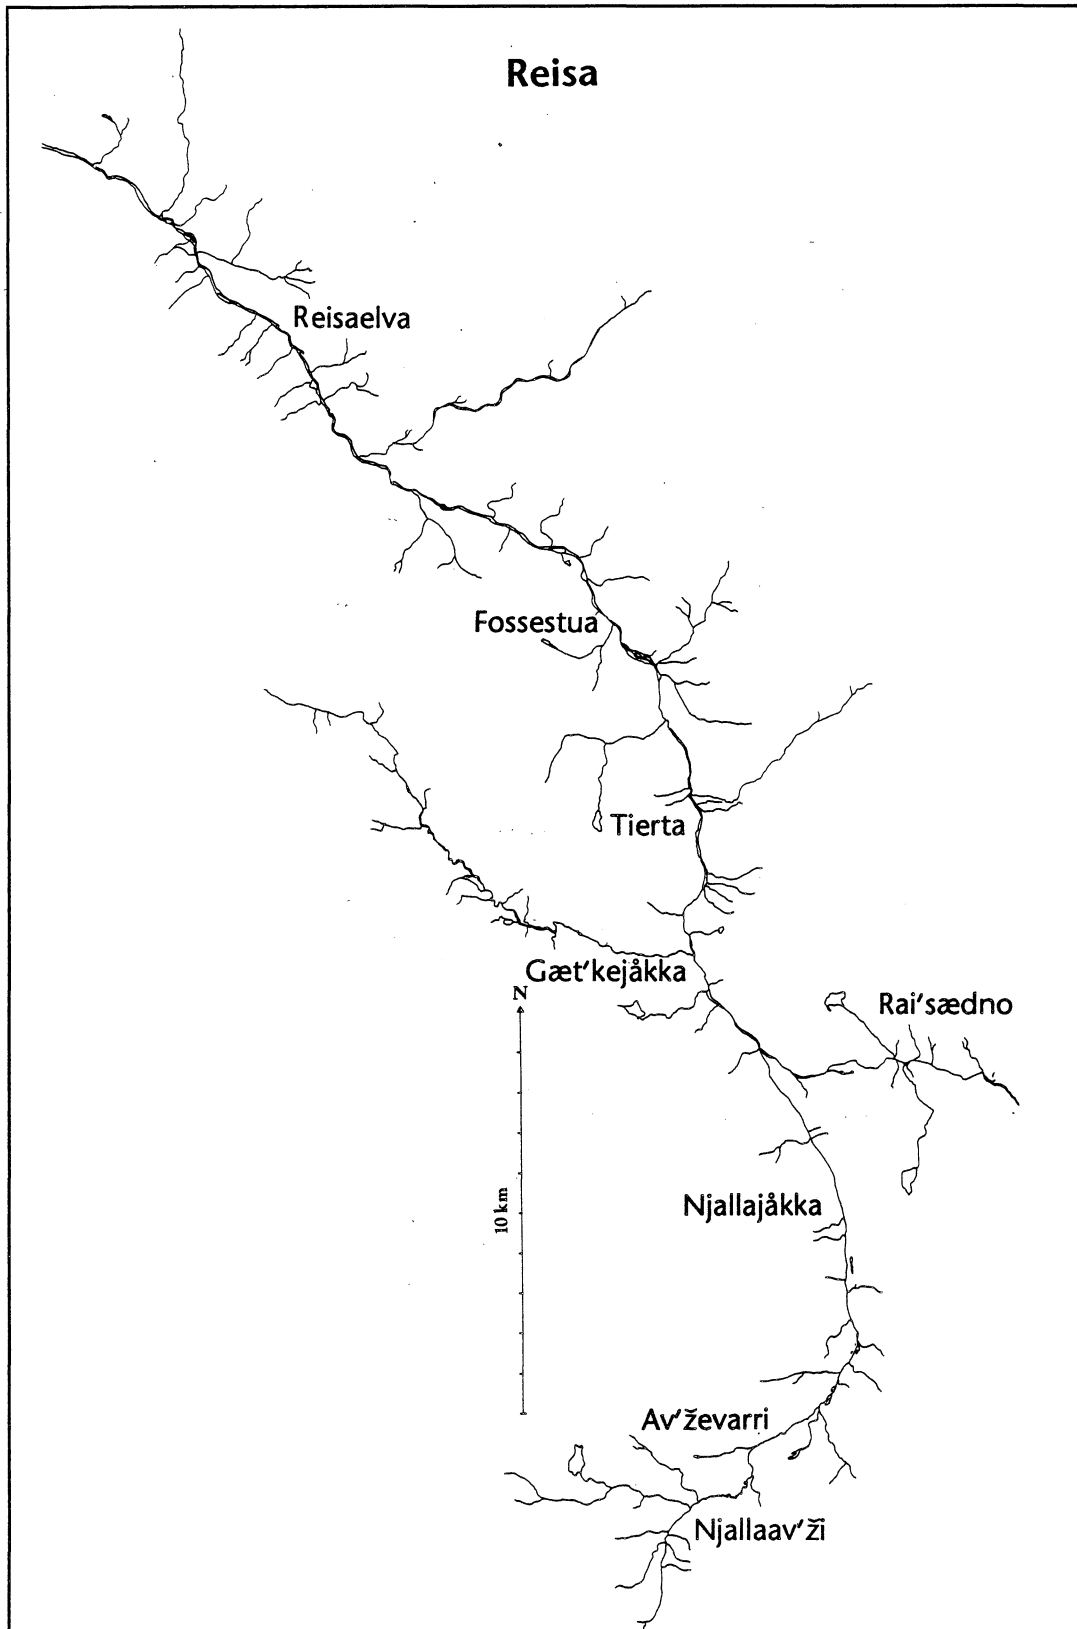 Reisa
Reisaelva
Fossestua
Tierta
Gæt'kejåkka
N
Rai'sædno
10 km
Njallajåkka
Av'ževarri
Njallaav'ži